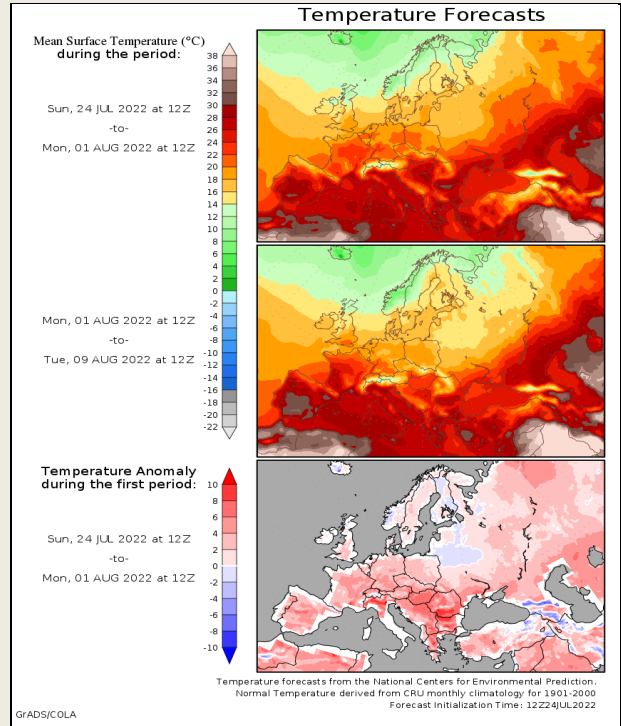 Temperature Forecasts
Mean Surface Temperature (°C)
during the period:
38
36
34
32
30
28
26
24
22
20
18
16
14
12
10
8
6
4
2
0
-2
-4
-6
-8
-10
-12
-14
-16
-18
-20
-22
Sun, 24 JUL 2022 at 12Z
-to-
Mon, 01 AUG 2022 at 12Z
Mon, 01 AUG 2022 at 12Z
-to-
Tue, 09 AUG 2022 at 12Z
Temperature Anomaly
during the first period:
10
8
6
4
2
0
-2
-4
-6
-8
-10
Sun, 24 JUL 2022 at 12Z
-to-
Mon, 01 AUG 2022 at 12Z
Temperature forecasts from the National Centers for Environmental Prediction.
Normal Temperature derived from CRU monthly climatology for 1901-2000
Forecast Initialization Time: 12Z24JUL2022
GrADS/COLA